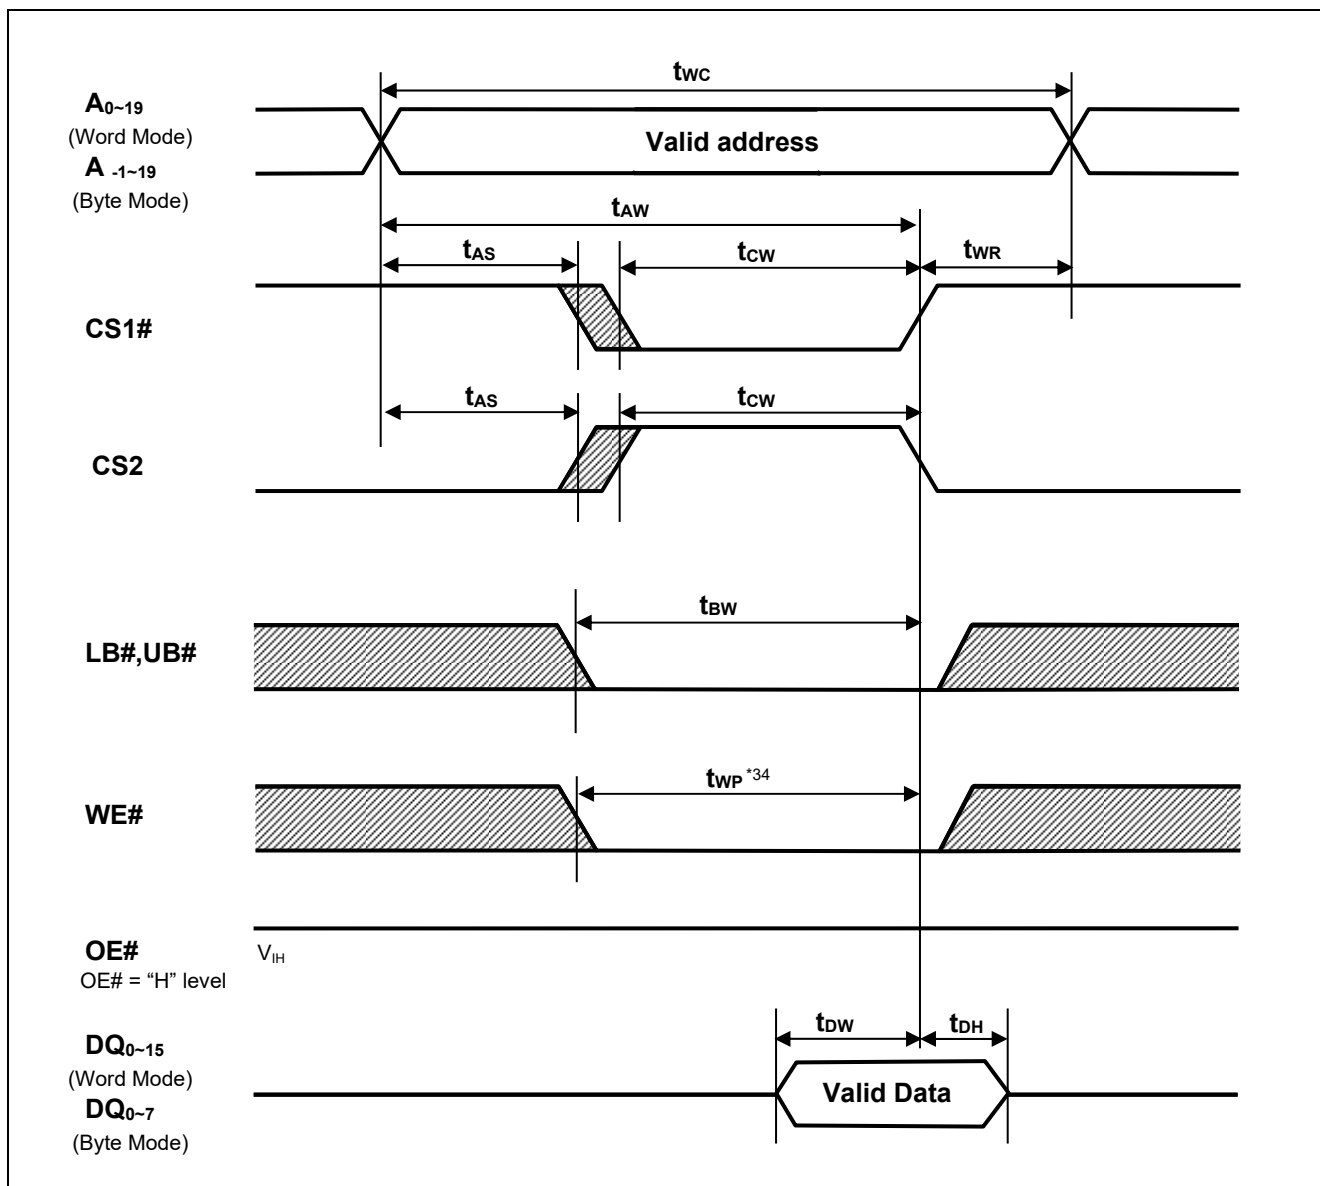 tWC
A0~19
(Word Mode)
Valid address
A -1~19
(Byte Mode)
tAW
tAS
tCW
tWR
CS1#
tAS
tCW
CS2
tBW
LB#,UB#
tWP *34
WE#
OE#
VIH
OE# = “H” level
tDW
tDH
DQ0~15
(Word Mode)
Valid Data
DQ0~7
(Byte Mode)